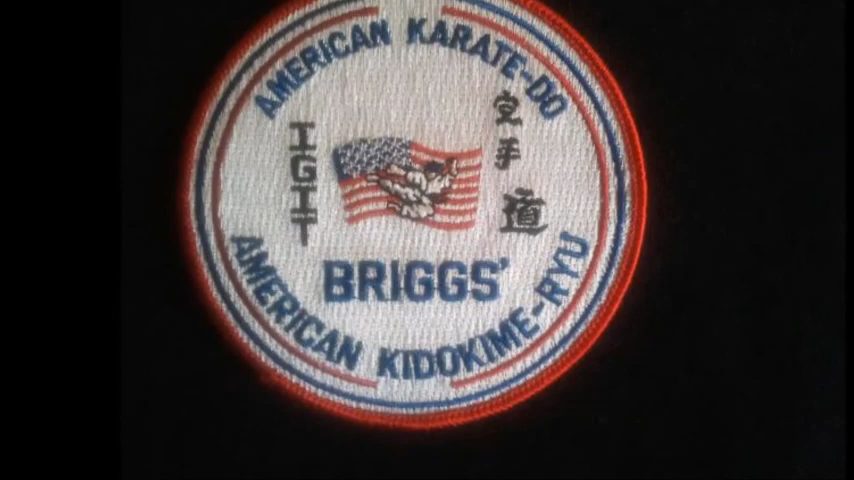 AMERICAN KARATE-DO
IGIT
空手道
BRIGGS'
AMERICAN KIDOKIME-RYU